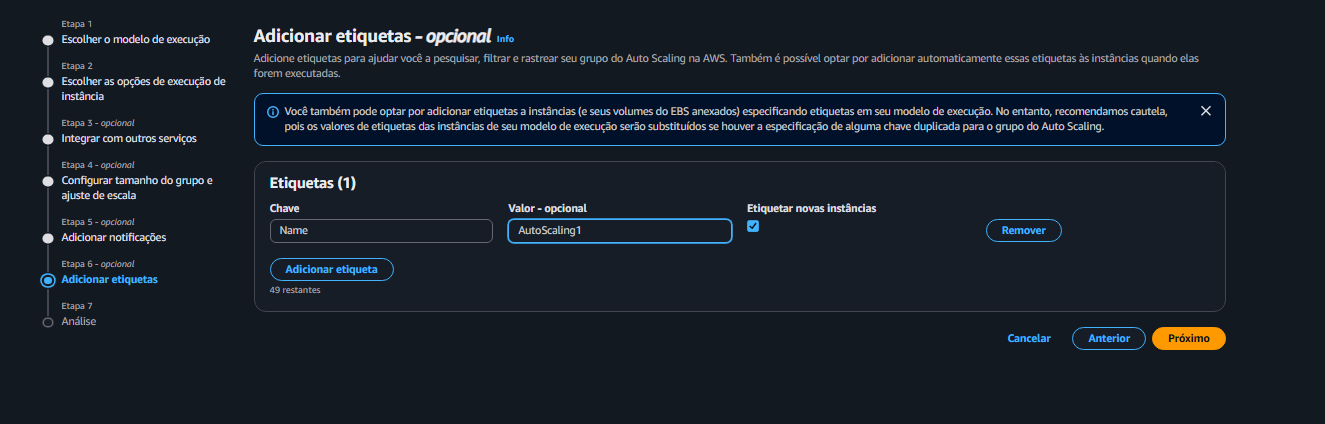 Etapa 1
Escolher o modelo de execução
Etapa 2
Escolher as opções de execução de
instância
Etapa 3 - opcional
Integrar com outros serviços
Etapa 4 - opcional
Configurar tamanho do grupo e
ajuste de escala
Etapa 5 - opcional
Adicionar notificações
Etapa 6 - opcional
Adicionar etiquetas
Etapa 7
Análise
Adicionar etiquetas - opcional Info
Adicione etiquetas para ajudar você a pesquisar, filtrar e rastrear seu grupo do Auto Scaling na AWS. Também é possível optar por adicionar automaticamente essas etiquetas às instâncias quando elas
forem executadas.
Você também pode optar por adicionar etiquetas a instâncias (e seus volumes do EBS anexados) especificando etiquetas em seu modelo de execução. No entanto, recomendamos cautela,
pois os valores de etiquetas das instâncias de seu modelo de execução serão substituídos se houver a especificação de alguma chave duplicada para o grupo do Auto Scaling.
Etiquetas (1)
Chave Valor - opcional Etiquetar novas instâncias
Name AutoScaling1 Remover
Adicionar etiqueta
49 restantes
Cancelar Anterior Próximo